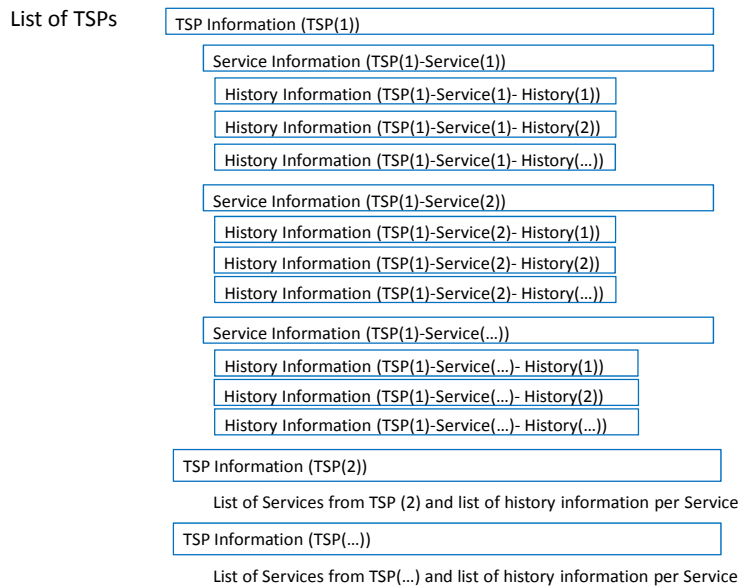 List of TSPs
TSP Information (TSP(1))
Service Information (TSP(1)-Service(1))
History Information (TSP(1)-Service(1)- History(1))
History Information (TSP(1)-Service(1)- History(2))
History Information (TSP(1)-Service(1)- History(…))
Service Information (TSP(1)-Service(2))
History Information (TSP(1)-Service(2)- History(1))
History Information (TSP(1)-Service(2)- History(2))
History Information (TSP(1)-Service(2)- History(…))
Service Information (TSP(1)-Service(…))
History Information (TSP(1)-Service(…)- History(1))
History Information (TSP(1)-Service(…)- History(2))
History Information (TSP(1)-Service(…)- History(…))
TSP Information (TSP(2))
List of Services from TSP (2) and list of history information per Service
TSP Information (TSP(…))
List of Services from TSP(…) and list of history information per Service